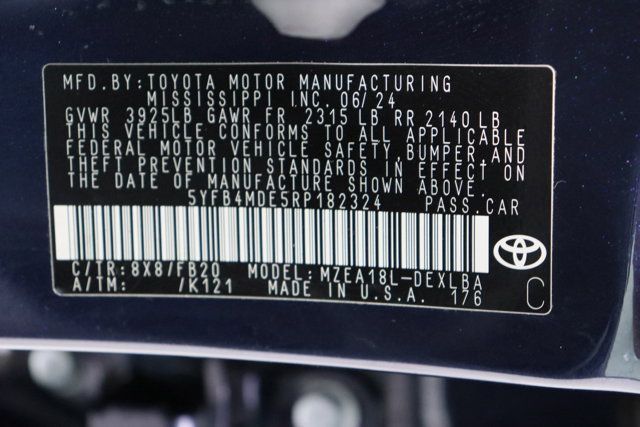 MFD.BY: TOYOTA MOTOR MANUFACTURING
MISSISSIPPI INC. 06/24
GVWR 3925LB GAWR FR 2315 LB RR 2140LB
THIS VEHICLE CONFORMS TO ALL APPLICABLE
FEDERAL MOTOR VEHICLE SAFETY, BUMPER, AND
THEFT PREVENTION STANDARDS IN EFFECT ON
THE DATE OF MANUFACTURE SHOWN ABOVE.
5YFB4MDE5RP182324 PASS.CAR
C/TR: 8X8/FB20 MODEL: MZEA18L-DEXLBA
A/TM: /K121 MADE IN U.S.A. 176
C